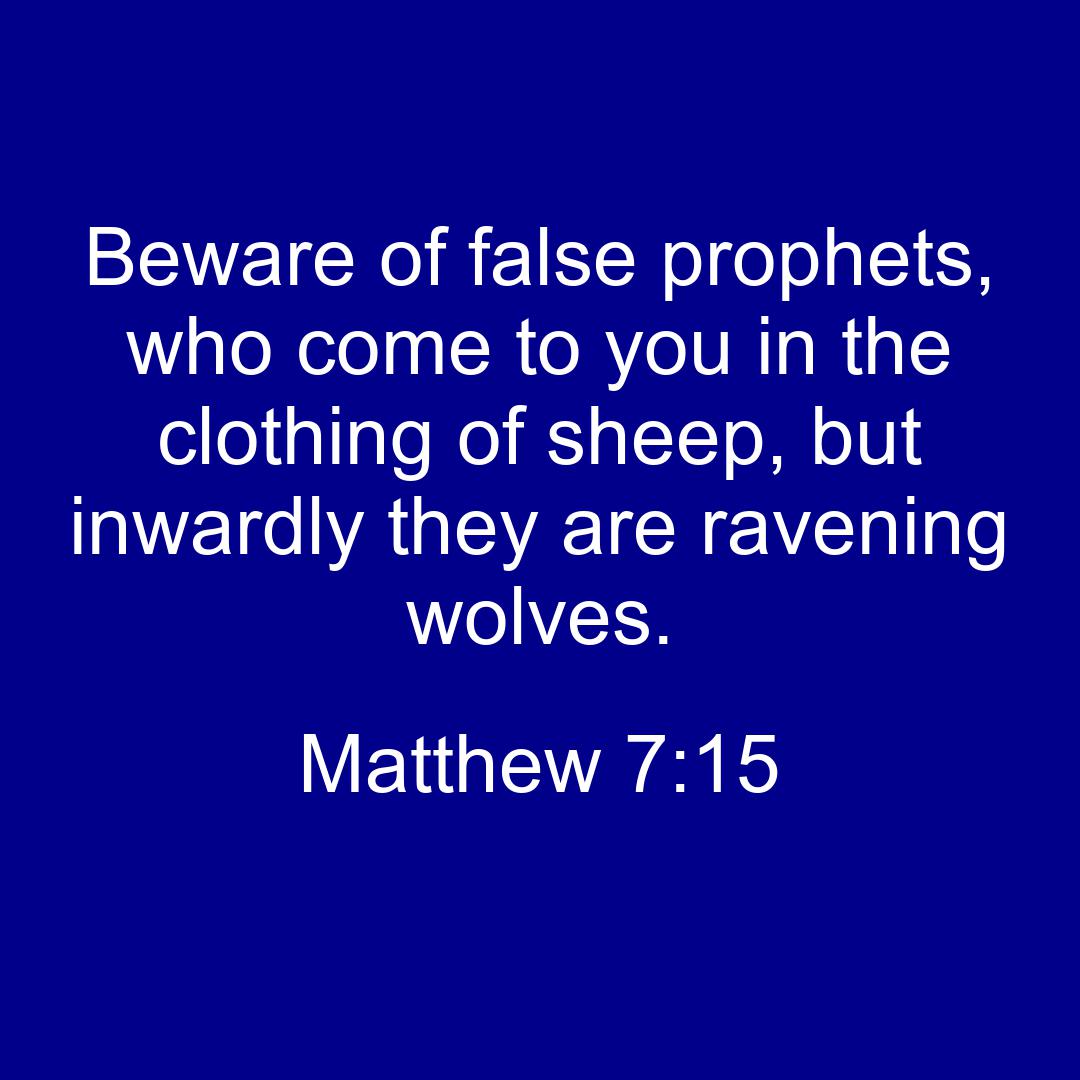 Beware of false prophets,
who come to you in the
clothing of sheep, but
inwardly they are ravening
wolves.
Matthew 7:15